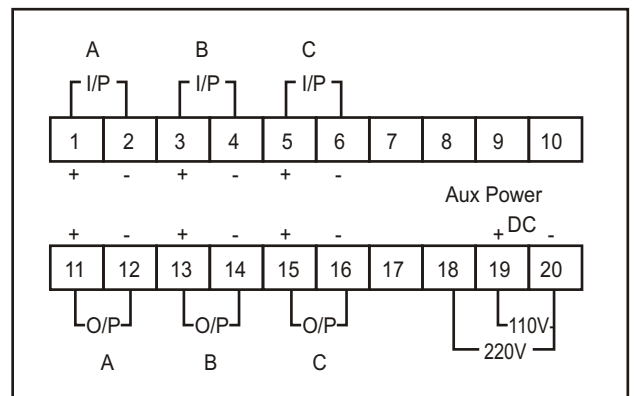 A B C
I/P I/P I/P
1 2 3 4 5 6 7 8 9 10
+ - + - + -
Aux Power
+ - + - + - + DC -
11 12 13 14 15 16 17 18 19 20
O/P O/P O/P 110V
220V
A B C